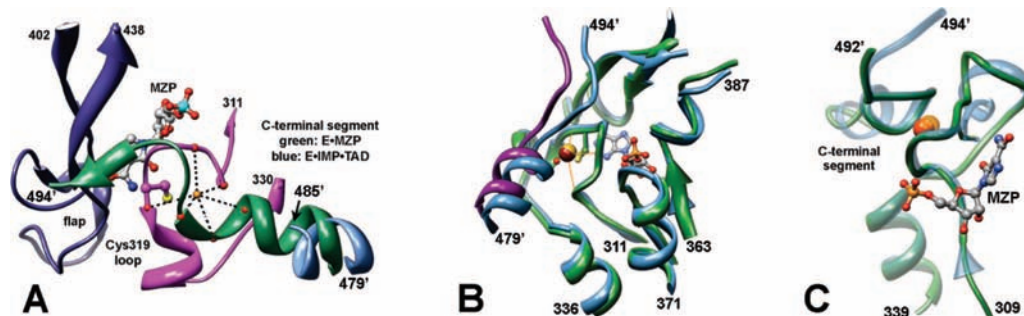 402
438
MZP
311
C-terminal segment
green: E•MZP
blue: E•IMP•TAD
330
485'
494'
flap
Cys319
loop
479'
A
494'
387
479'
311
363
336
371
B
494'
492'
C-terminal
segment
MZP
339
309
C